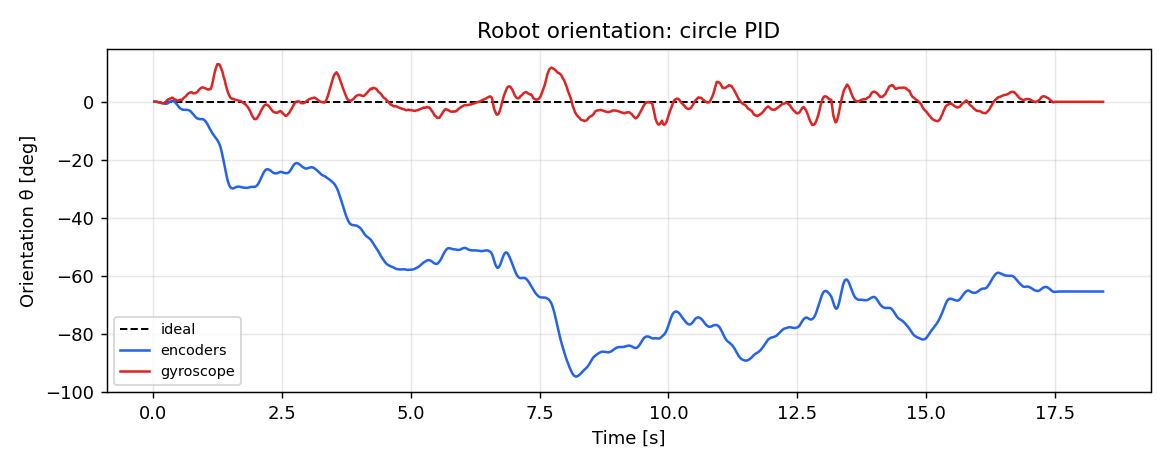 Robot orientation: circle PID
Orientation θ [deg]
0
−20
−40
−60
−80
−100
ideal
encoders
gyroscope
0.0 2.5 5.0 7.5 10.0 12.5 15.0 17.5
Time [s]